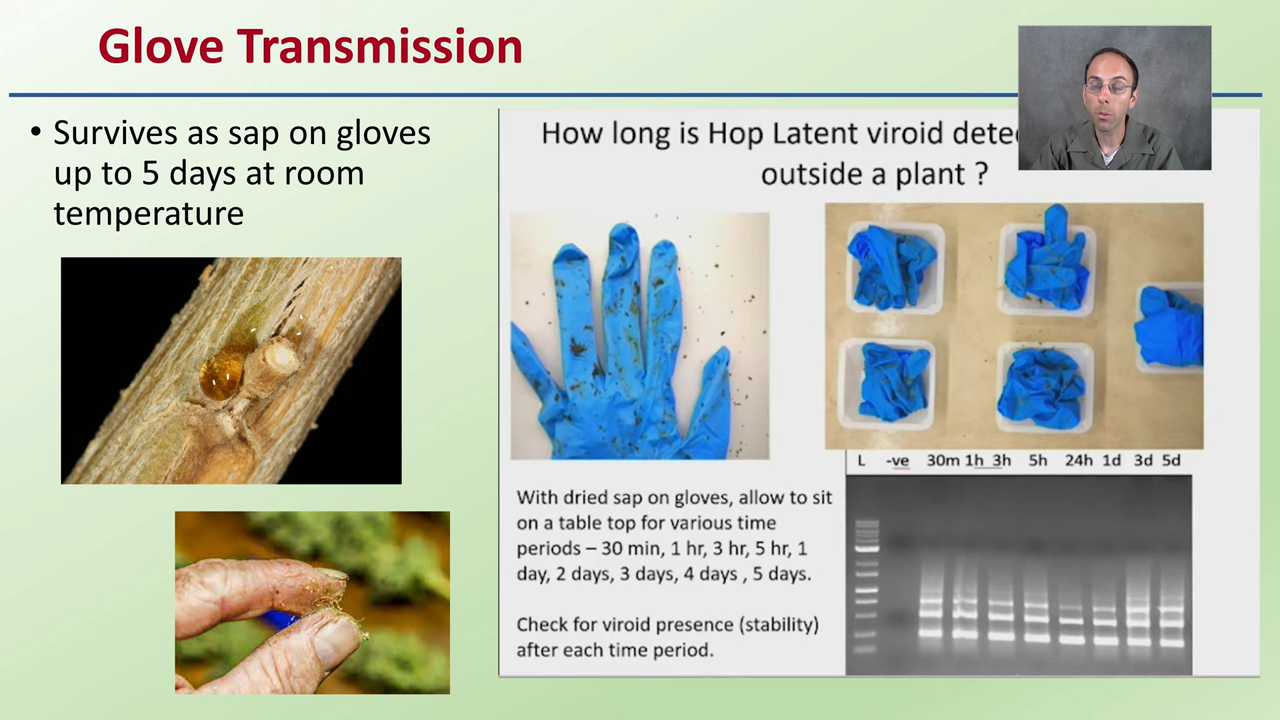 Glove Transmission
• Survives as sap on gloves
up to 5 days at room
temperature
How long is Hop Latent viroid
outside a plant ?
With dried sap on gloves, allow to sit
on a table top for various time
periods – 30 min, 1 hr, 3 hr, 5 hr, 1
day, 2 days, 3 days, 4 days , 5 days.
Check for viroid presence (stability)
after each time period.
L -ve 30m 1h 3h 5h 24h 1d 3d 5d